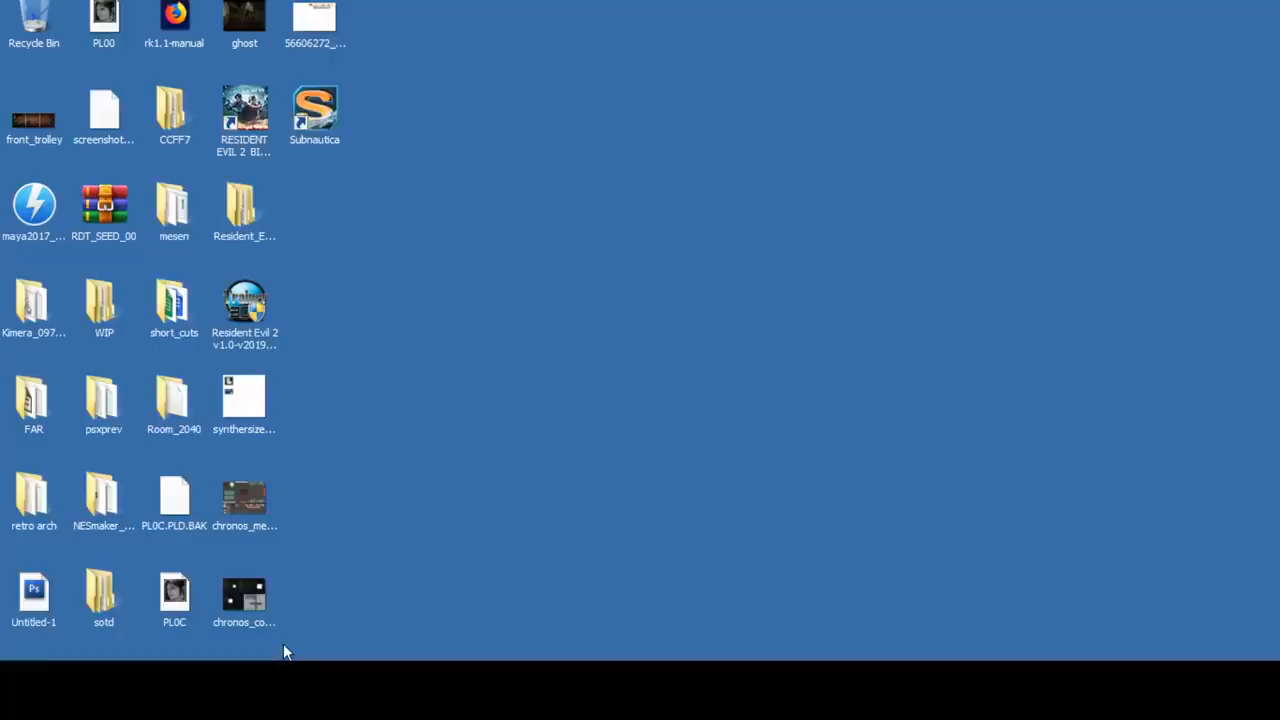 Recycle Bin
PL00
rk1.1-manual
ghost
56606272_...
front_trolley
screenshot...
CCFF7
RESIDENT
EVIL 2 BI...
Subnautica
maya2017_...
RDT_SEED_00
mesen
Resident_E...
Kimera_097...
WIP
short_cuts
Resident Evil 2
v1.0-v2019...
FAR
psxprev
Room_2040
synthersize...
retro arch
NESmaker_...
PL0C.PLD.BAK
chronos_me...
Untitled-1
sotd
PL0C
chronos_co...